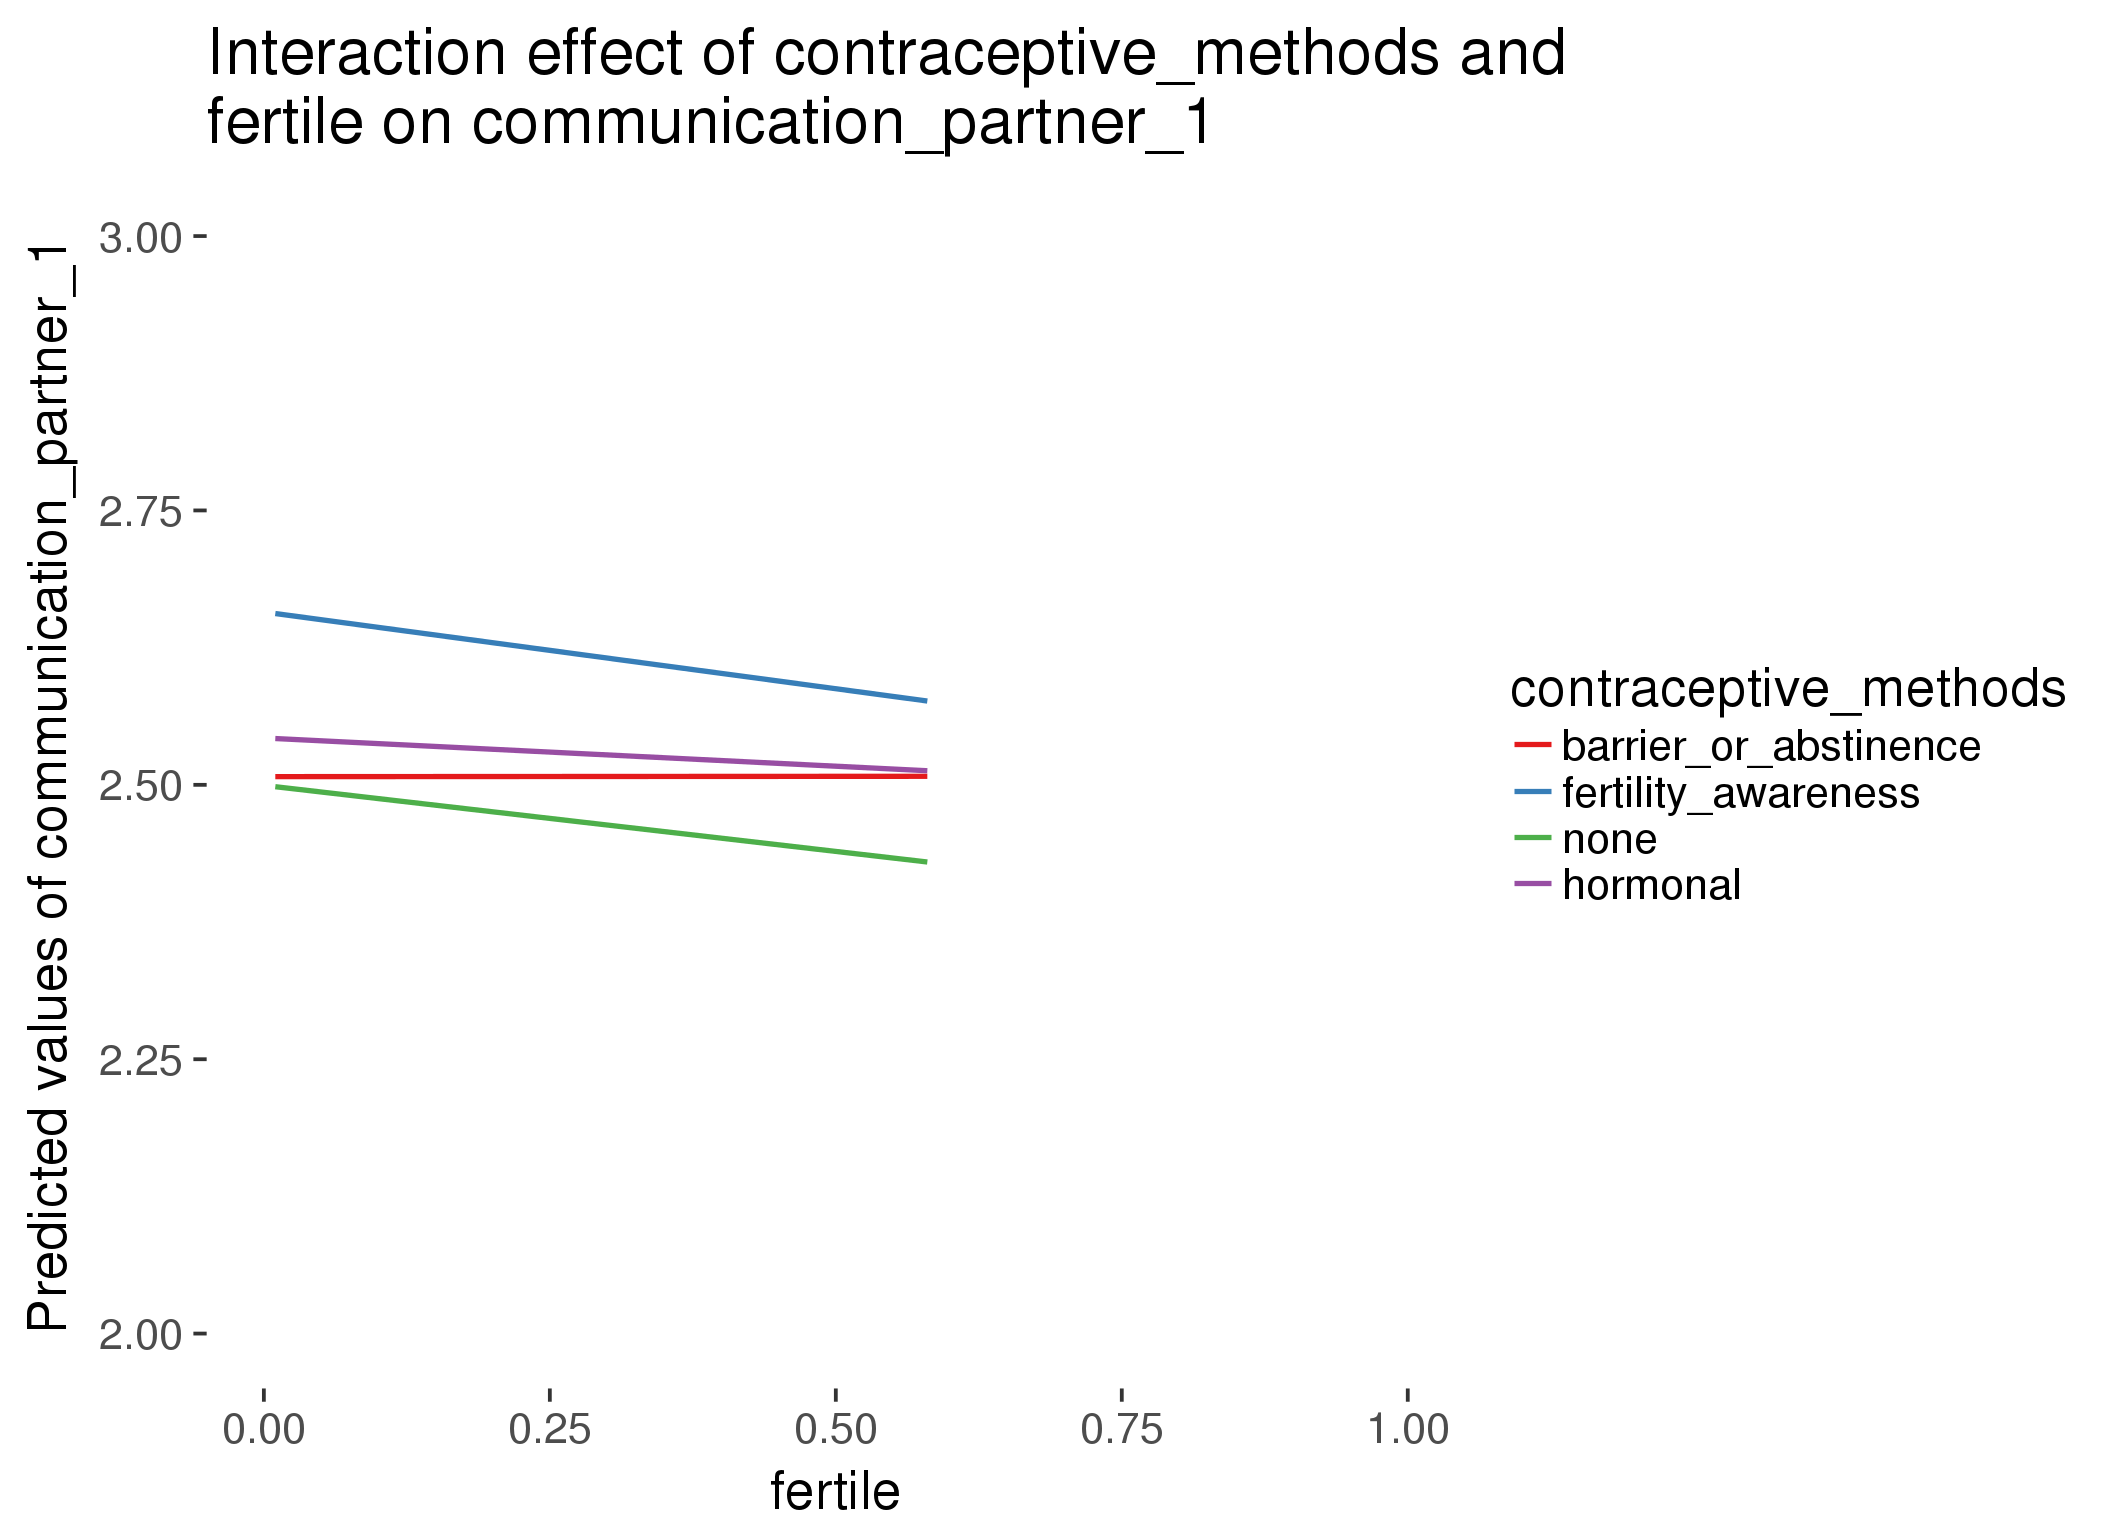 Interaction effect of contraceptive_methods and
fertile on communication_partner_1
Predicted values of communication_partner_1
3.00
2.75
2.50
2.25
2.00
0.00 0.25 0.50 0.75 1.00
fertile
contraceptive_methods
barrier_or_abstinence
fertility_awareness
none
hormonal